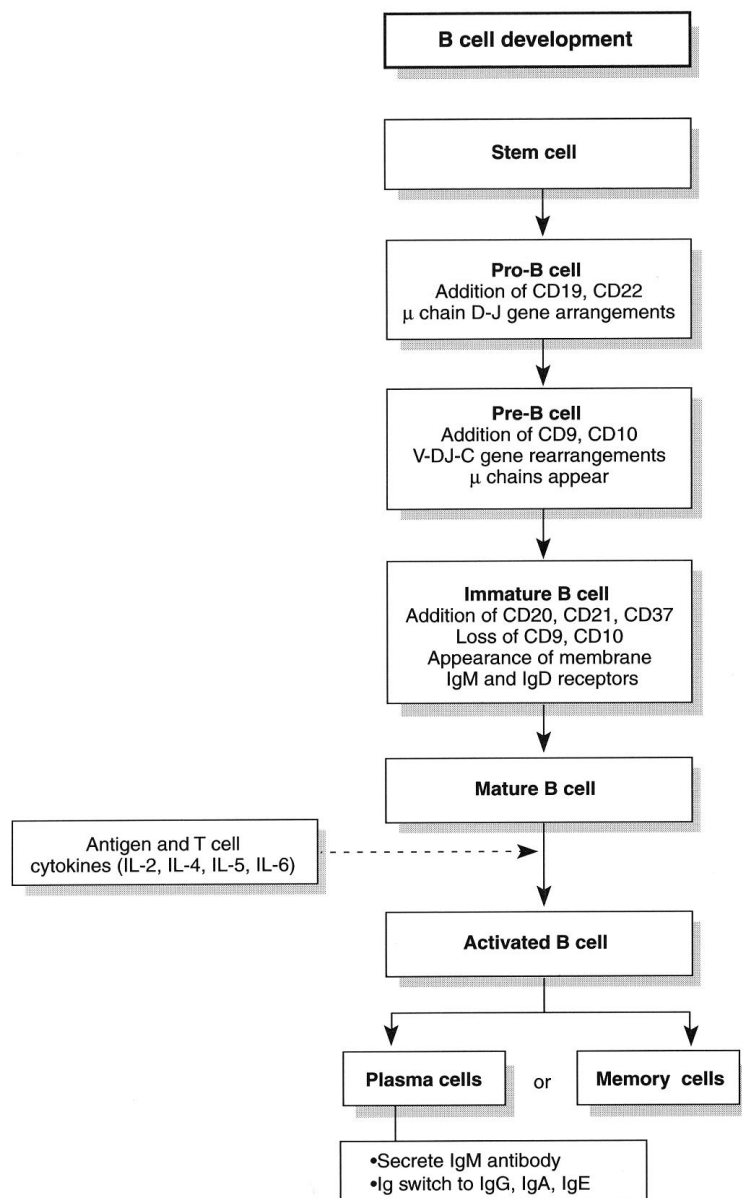 B cell development
Stem cell
Pro-B cell
Addition of CD19, CD22
μ chain D-J gene arrangements
Pre-B cell
Addition of CD9, CD10
V-DJ-C gene rearrangements
μ chains appear
Immature B cell
Addition of CD20, CD21, CD37
Loss of CD9, CD10
Appearance of membrane
IgM and IgD receptors
Mature B cell
Antigen and T cell
cytokines (IL-2, IL-4, IL-5, IL-6)
Activated B cell
Plasma cells or Memory cells
•Secrete IgM antibody
•Ig switch to IgG, IgA, IgE